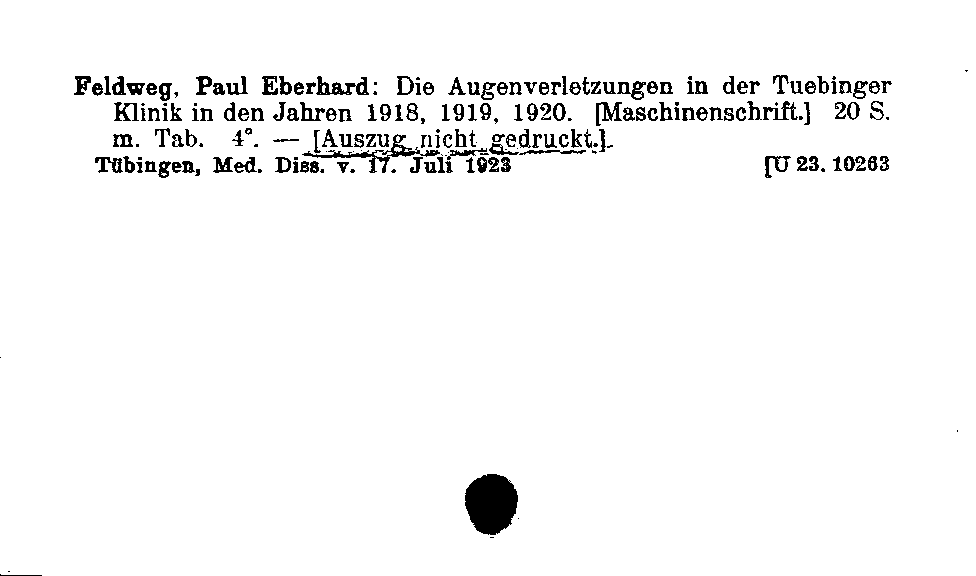 Feldweg, Paul Eberhard: Die Augenverletzungen in der Tuebinger
Klinik in den Jahren 1918, 1919, 1920. [Maschinenschrift.] 20 S.
m. Tab. 4°. — [Auszug nicht gedruckt.]
Tübingen, Med. Diss. v. 17. Juli 1923 [U 23. 10263